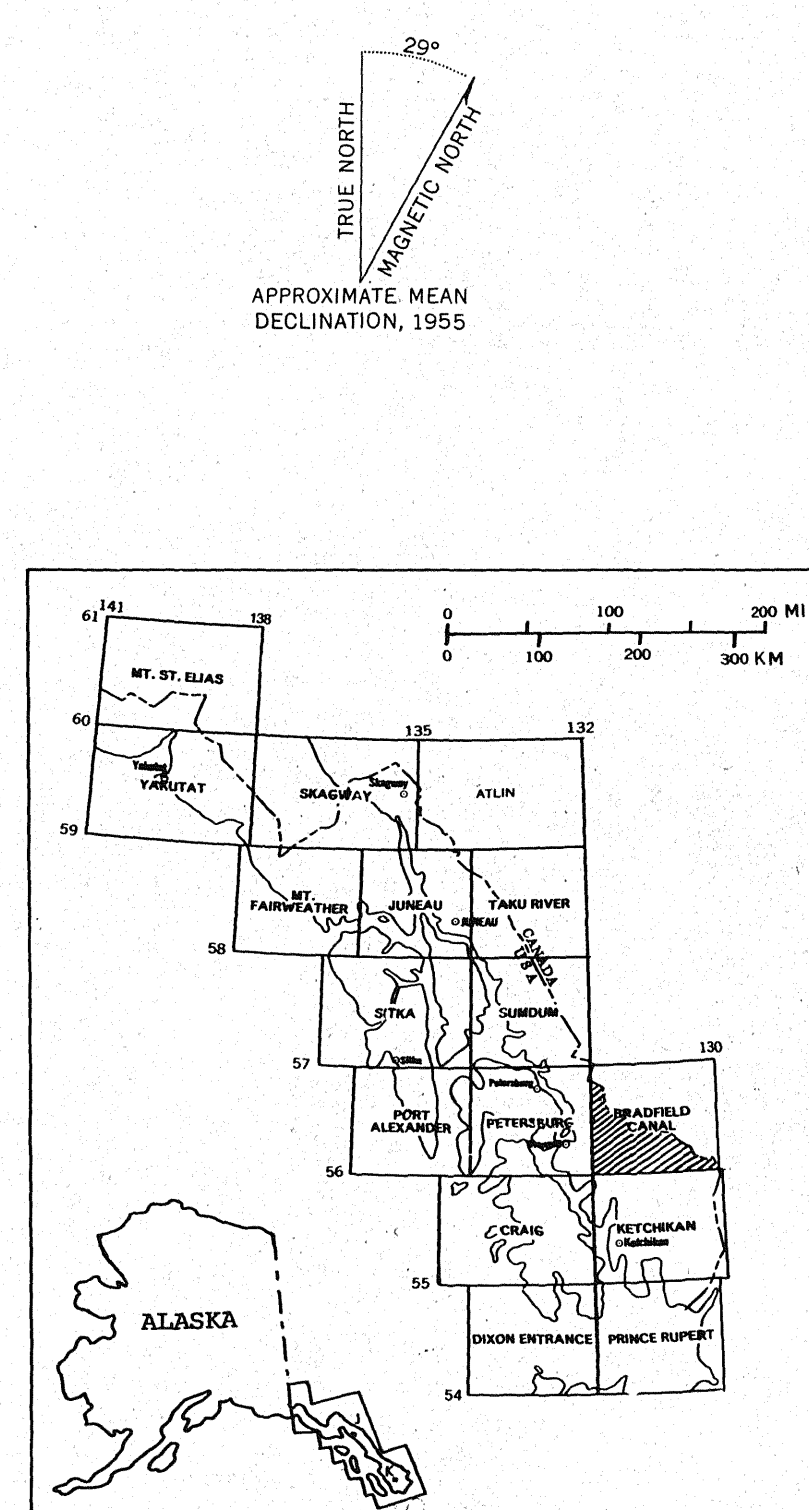 29°
TRUE NORTH
MAGNETIC NORTH
APPROXIMATE MEAN
DECLINATION, 1955
0 100 200 MI
0 100 200 300 KM
141
61
138
MT. ST. ELIAS
60
135
132
Yakutat
YAKUTAT
SKAGWAY
Skagway
ATLIN
59
MT.
FAIRWEATHER
JUNEAU
JUNEAU
TAKU RIVER
58
CANADA
USA
SITKA
SUMDUM
Sitka
57
130
Petersburg
PORT
ALEXANDER
PETERSBURG
BRADFIELD
CANAL
56
CRAIG
KETCHIKAN
Ketchikan
55
ALASKA
DIXON ENTRANCE
PRINCE RUPERT
54